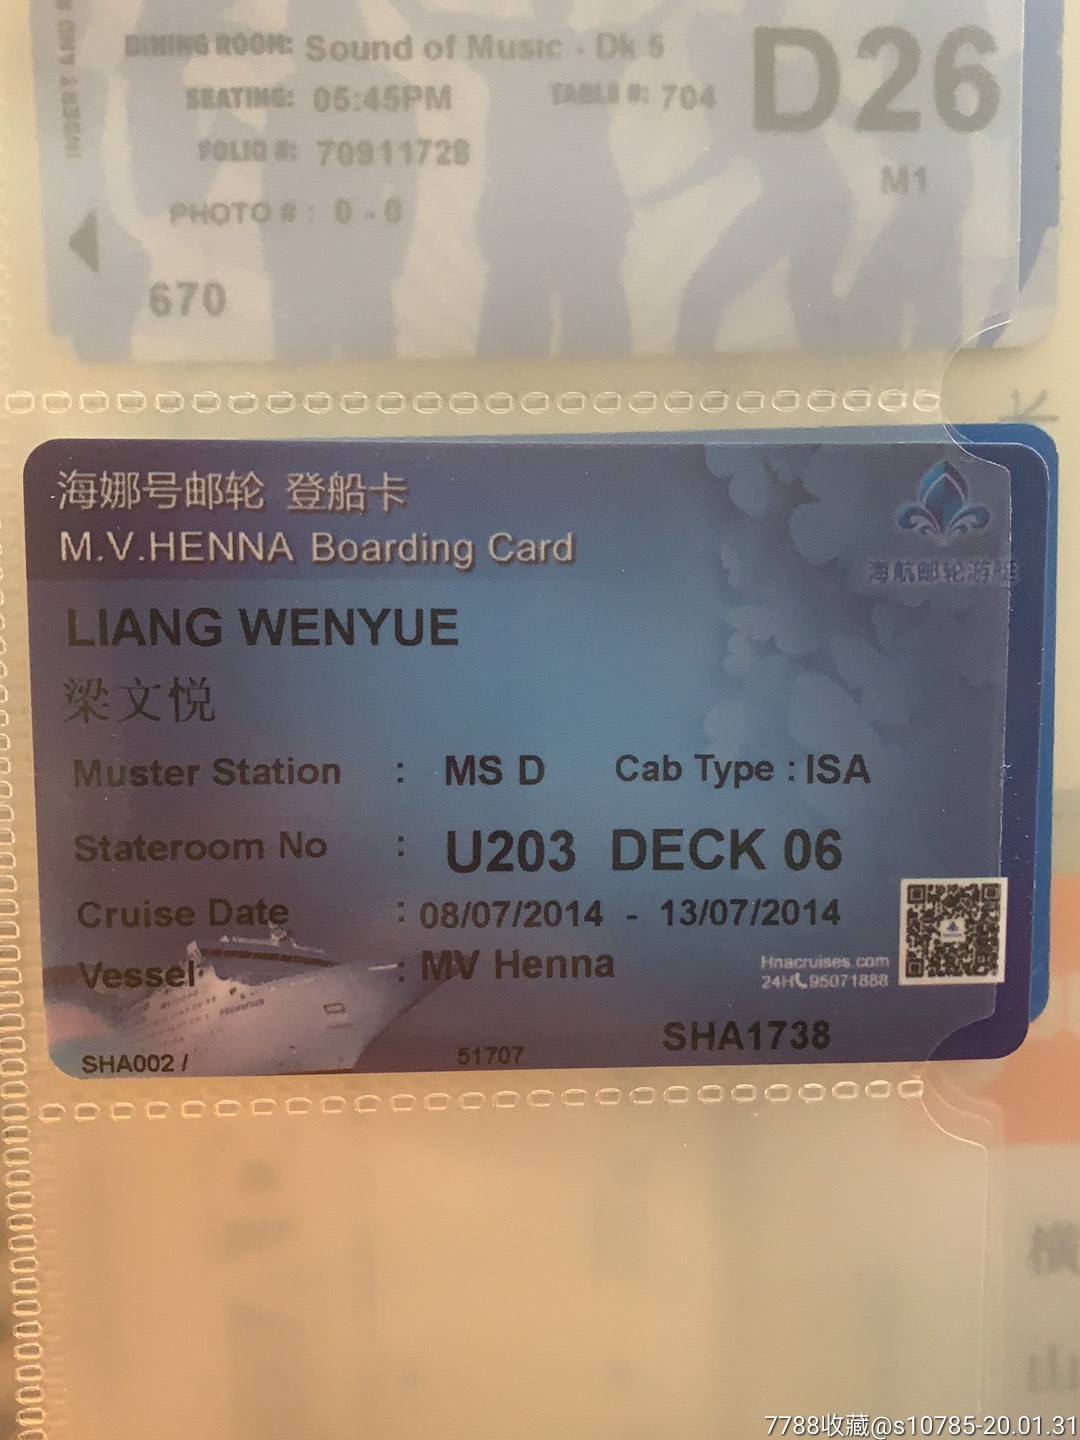 INSERT AND
DINING ROOM: Sound of Music - Dk 5
D26
SEATING: 05:45PM TABLE #: 704
FOLIO #: 70911728
M1
PHOTO # : 0 - 0
670
海娜号邮轮 登船卡
M.V.HENNA Boarding Card
海航邮轮游艇
LIANG WENYUE
梁文悦
Muster Station : MS D Cab Type : ISA
Stateroom No : U203 DECK 06
Cruise Date : 08/07/2014 - 13/07/2014
Vessel : MV Henna
Hnacruises.com
24H 95071888
SHA1738
SHA002 / 51707
横
山
7788收藏@s10785-20.01.31